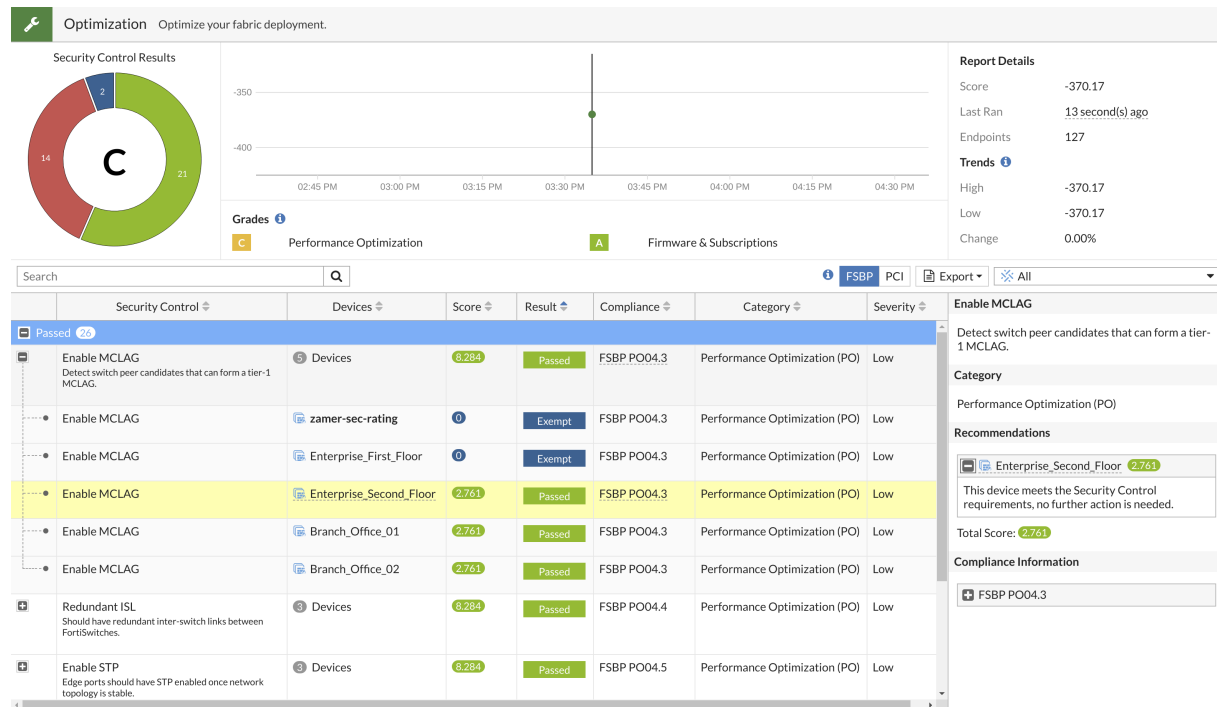 Optimization Optimize your fabric deployment.
Security Control Results
2
14
21
C
-350
-400
02:45 PM 03:00 PM 03:15 PM 03:30 PM 03:45 PM 04:00 PM 04:15 PM 04:30 PM
Grades
C Performance Optimization A Firmware & Subscriptions
Report Details
Score -370.17
Last Ran 13 second(s) ago
Endpoints 127
Trends
High -370.17
Low -370.17
Change 0.00%
Search FSBP PCI Export All
Security Control Devices Score Result Compliance Category Severity
Passed 26
Enable MCLAG 5 Devices 8.284 Passed FSBP PO04.3 Performance Optimization (PO) Low
Detect switch peer candidates that can form a tier-1
MCLAG.
Enable MCLAG zamer-sec-rating 0 Exempt FSBP PO04.3 Performance Optimization (PO) Low
Enable MCLAG Enterprise_First_Floor 0 Exempt FSBP PO04.3 Performance Optimization (PO) Low
Enable MCLAG Enterprise_Second_Floor 2.761 Passed FSBP PO04.3 Performance Optimization (PO) Low
Enable MCLAG Branch_Office_01 2.761 Passed FSBP PO04.3 Performance Optimization (PO) Low
Enable MCLAG Branch_Office_02 2.761 Passed FSBP PO04.3 Performance Optimization (PO) Low
Redundant ISL 3 Devices 8.284 Passed FSBP PO04.4 Performance Optimization (PO) Low
Should have redundant inter-switch links between
FortiSwitches.
Enable STP 3 Devices 8.284 Passed FSBP PO04.5 Performance Optimization (PO) Low
Edge ports should have STP enabled once network
topology is stable.
Enable MCLAG
Detect switch peer candidates that can form a tier-
1 MCLAG.
Category
Performance Optimization (PO)
Recommendations
Enterprise_Second_Floor 2.761
This device meets the Security Control
requirements, no further action is needed.
Total Score: 2.761
Compliance Information
FSBP PO04.3